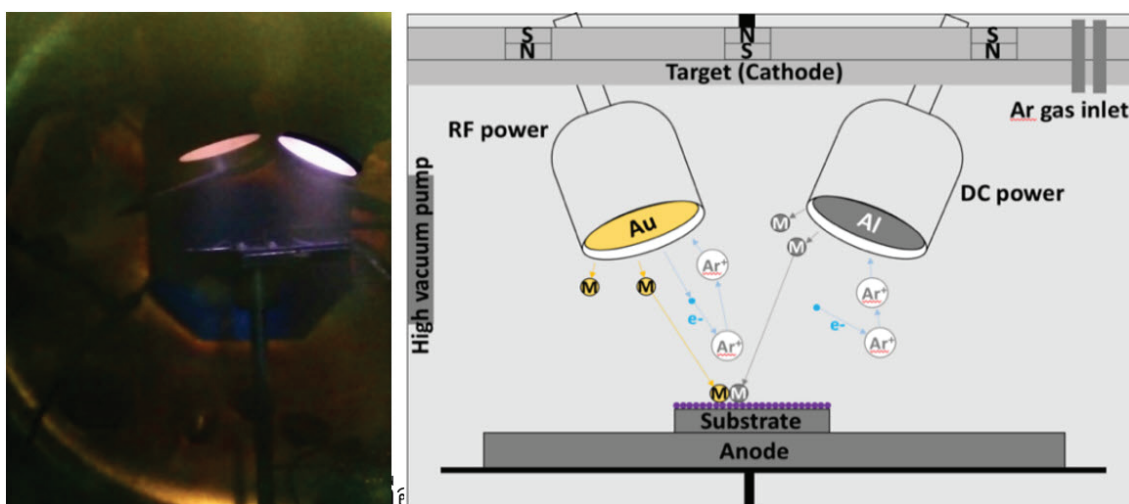 S N S
N S N
Target (Cathode)
Ar gas inlet
RF power
DC power
High vacuum pump
Au
Al
M
M
Ar+
Ar+
M M
e-
e-
Ar+
Ar+
M M
Substrate
Anode